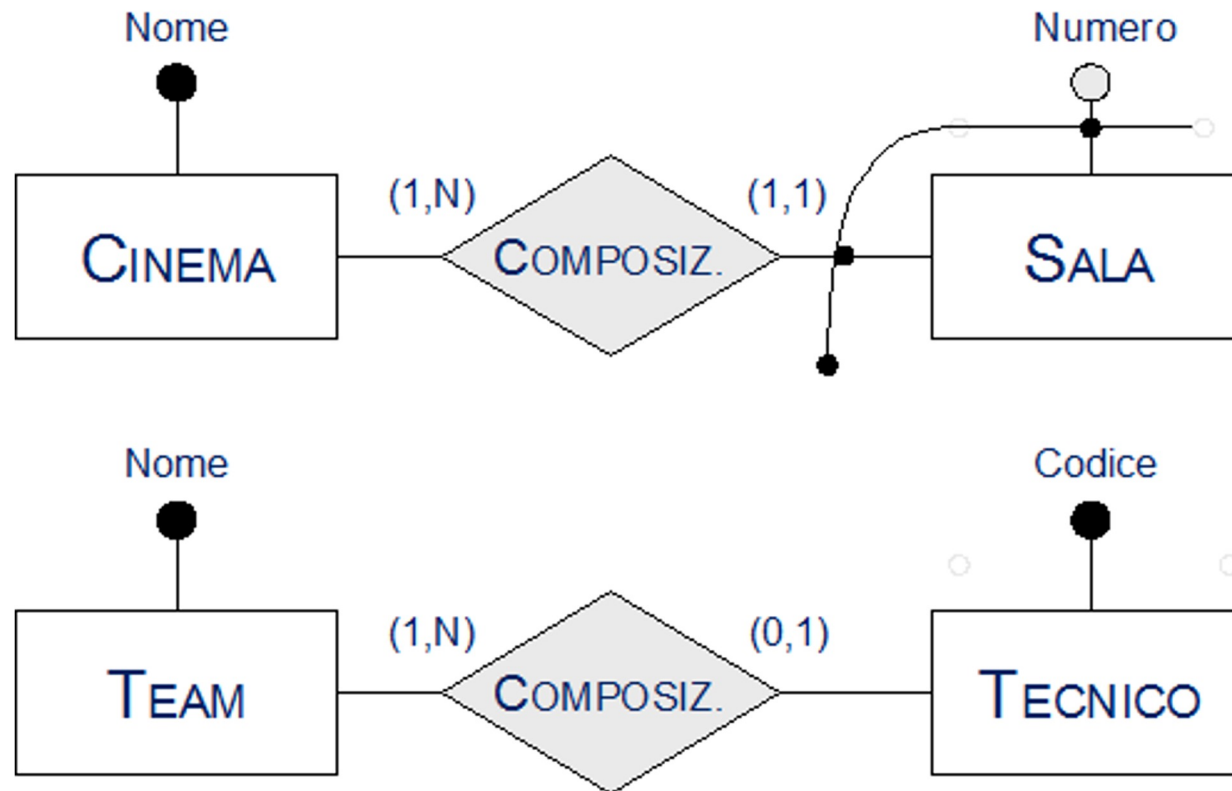 Nome
Numero
(1,N)
(1,1)
CINEMA
COMPOSIZ.
SALA
Nome
Codice
(1,N)
(0,1)
TEAM
COMPOSIZ.
TECNICO